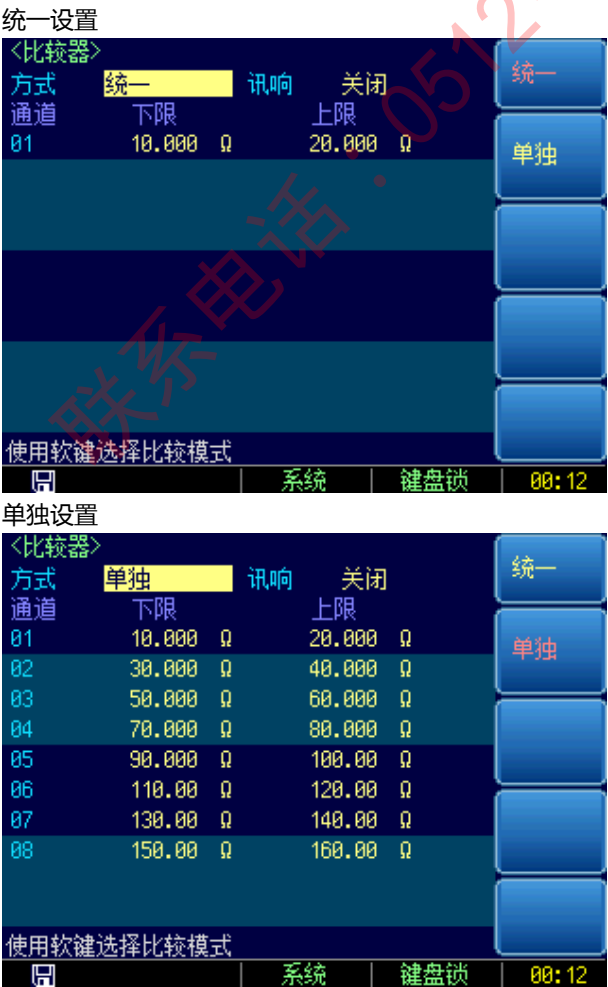 统一设置
<比较器>
方式 统一 讯响 关闭 统一
通道 下限 上限
01 10.000 Ω 20.000 Ω 单独
使用软键选择比较模式
系统 键盘锁 00:12
单独设置
<比较器>
方式 单独 讯响 关闭 统一
通道 下限 上限
01 10.000 Ω 20.000 Ω 单独
02 30.000 Ω 40.000 Ω
03 50.000 Ω 60.000 Ω
04 70.000 Ω 80.000 Ω
05 90.000 Ω 100.00 Ω
06 110.00 Ω 120.00 Ω
07 130.00 Ω 140.00 Ω
08 150.00 Ω 160.00 Ω
使用软键选择比较模式
系统 键盘锁 00:12
联系电话：0512